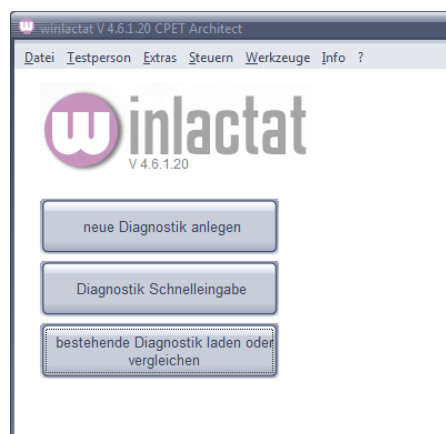 winlactat V 4.6.1.20 CPET Architect
Datei Testperson Extras Steuern Werkzeuge Info ?
winlactat
V 4.6.1.20
neue Diagnostik anlegen
Diagnostik Schnelleingabe
bestehende Diagnostik laden oder
vergleichen